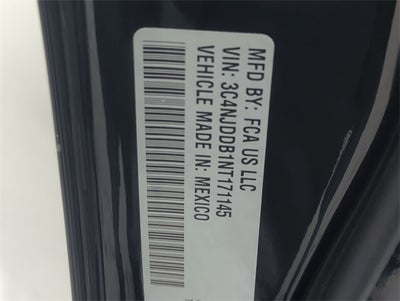 MFD BY: FCA US LLC
VIN: 3C4NJDDB1NT171145
VEHICLE MADE IN: MEXICO